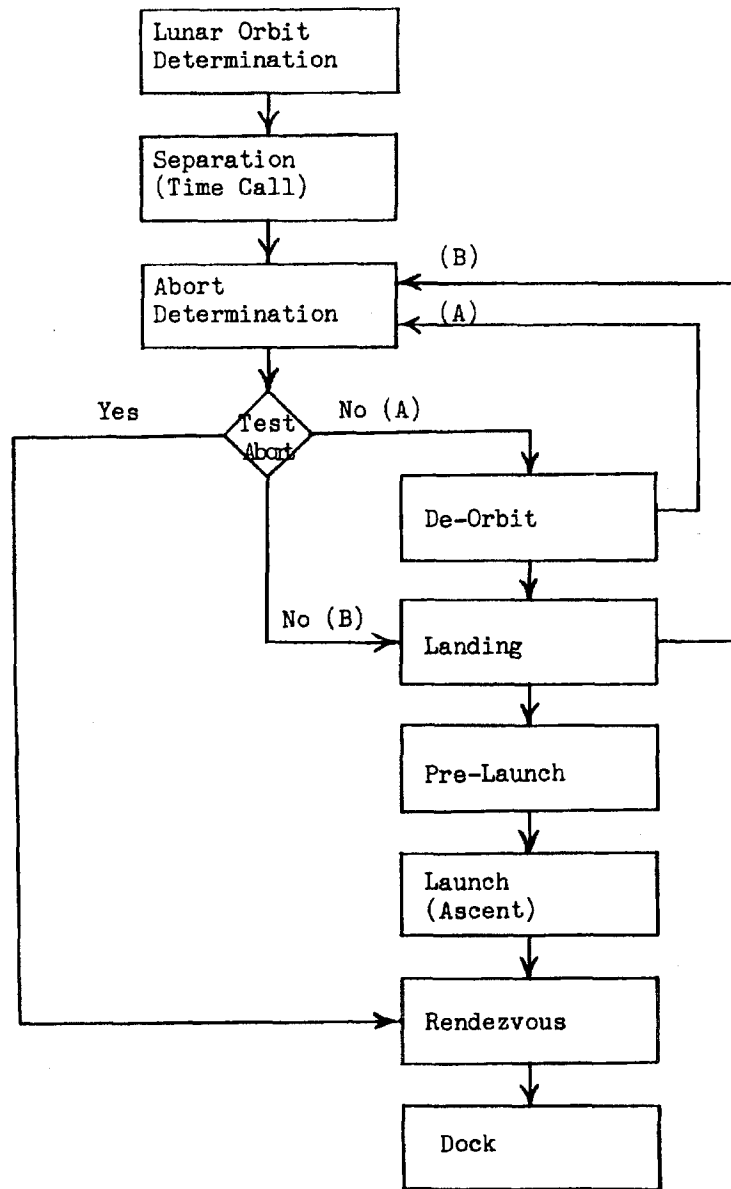 Lunar Orbit
Determination
Separation
(Time Call)
Abort
Determination
(B)
(A)
Yes
Test
Abort
No (A)
De-Orbit
No (B)
Landing
Pre-Launch
Launch
(Ascent)
Rendezvous
Dock